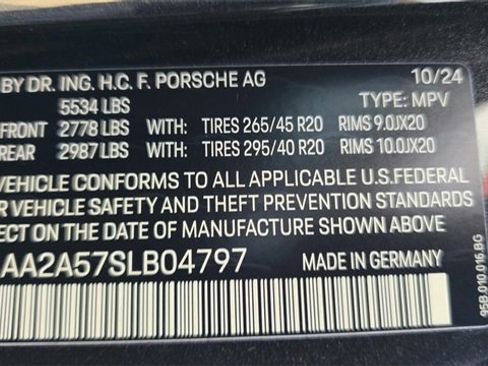 BY DR. ING. H.C. F. PORSCHE AG 10/24
5534 LBS TYPE: MPV
FRONT 2778 LBS WITH: TIRES 265/45 R20 RIMS 9.0JX20
REAR 2987 LBS WITH: TIRES 295/40 R20 RIMS 10.0JX20
VEHICLE CONFORMS TO ALL APPLICABLE U.S.FEDERAL
R VEHICLE SAFETY AND THEFT PREVENTION STANDARDS
ECT ON THE DATE OF MANUFACTURE SHOWN ABOVE
AA2A57SLB04797 MADE IN GERMANY
95B.010.016.BG